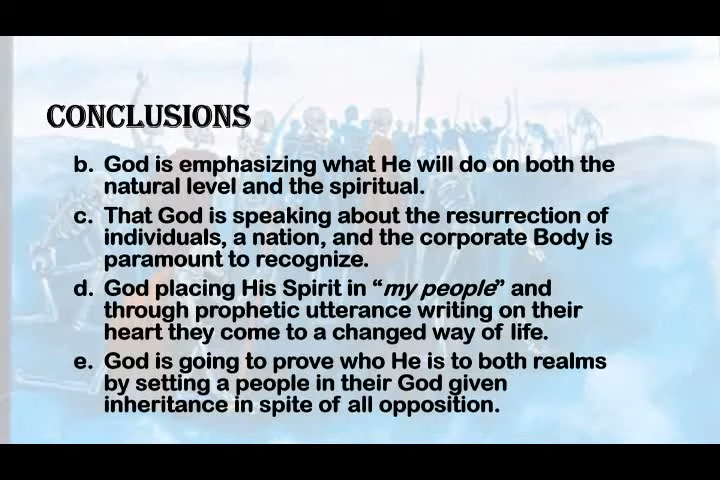 CONCLUSIONS
b. God is emphasizing what He will do on both the
natural level and the spiritual.
c. That God is speaking about the resurrection of
individuals, a nation, and the corporate Body is
paramount to recognize.
d. God placing His Spirit in “my people” and
through prophetic utterance writing on their
heart they come to a changed way of life.
e. God is going to prove who He is to both realms
by setting a people in their God given
inheritance in spite of all opposition.